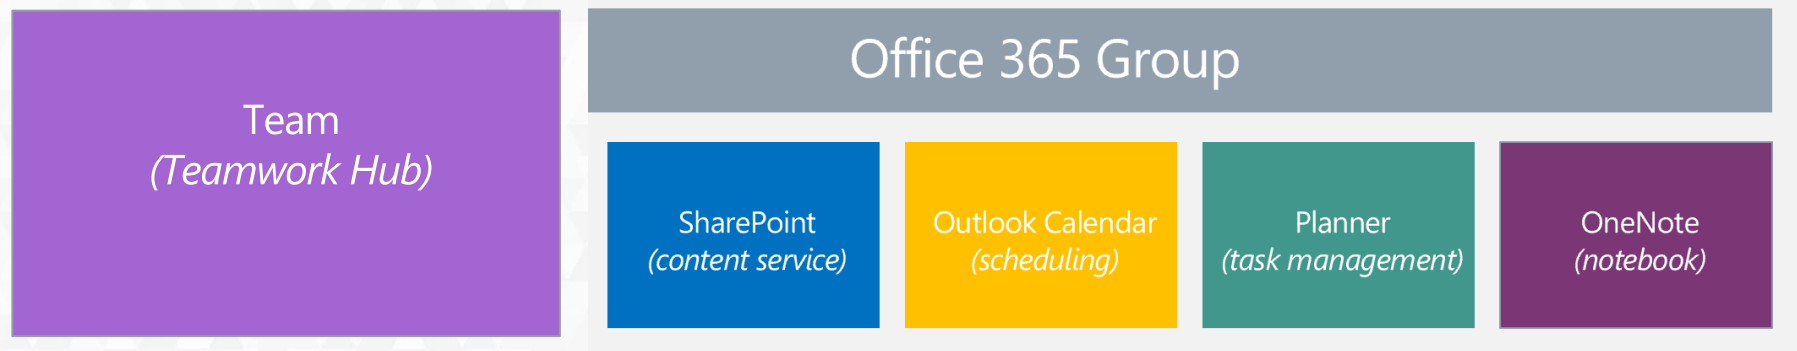 Team
(Teamwork Hub)
Office 365 Group
SharePoint
(content service)
Outlook Calendar
(scheduling)
Planner
(task management)
OneNote
(notebook)